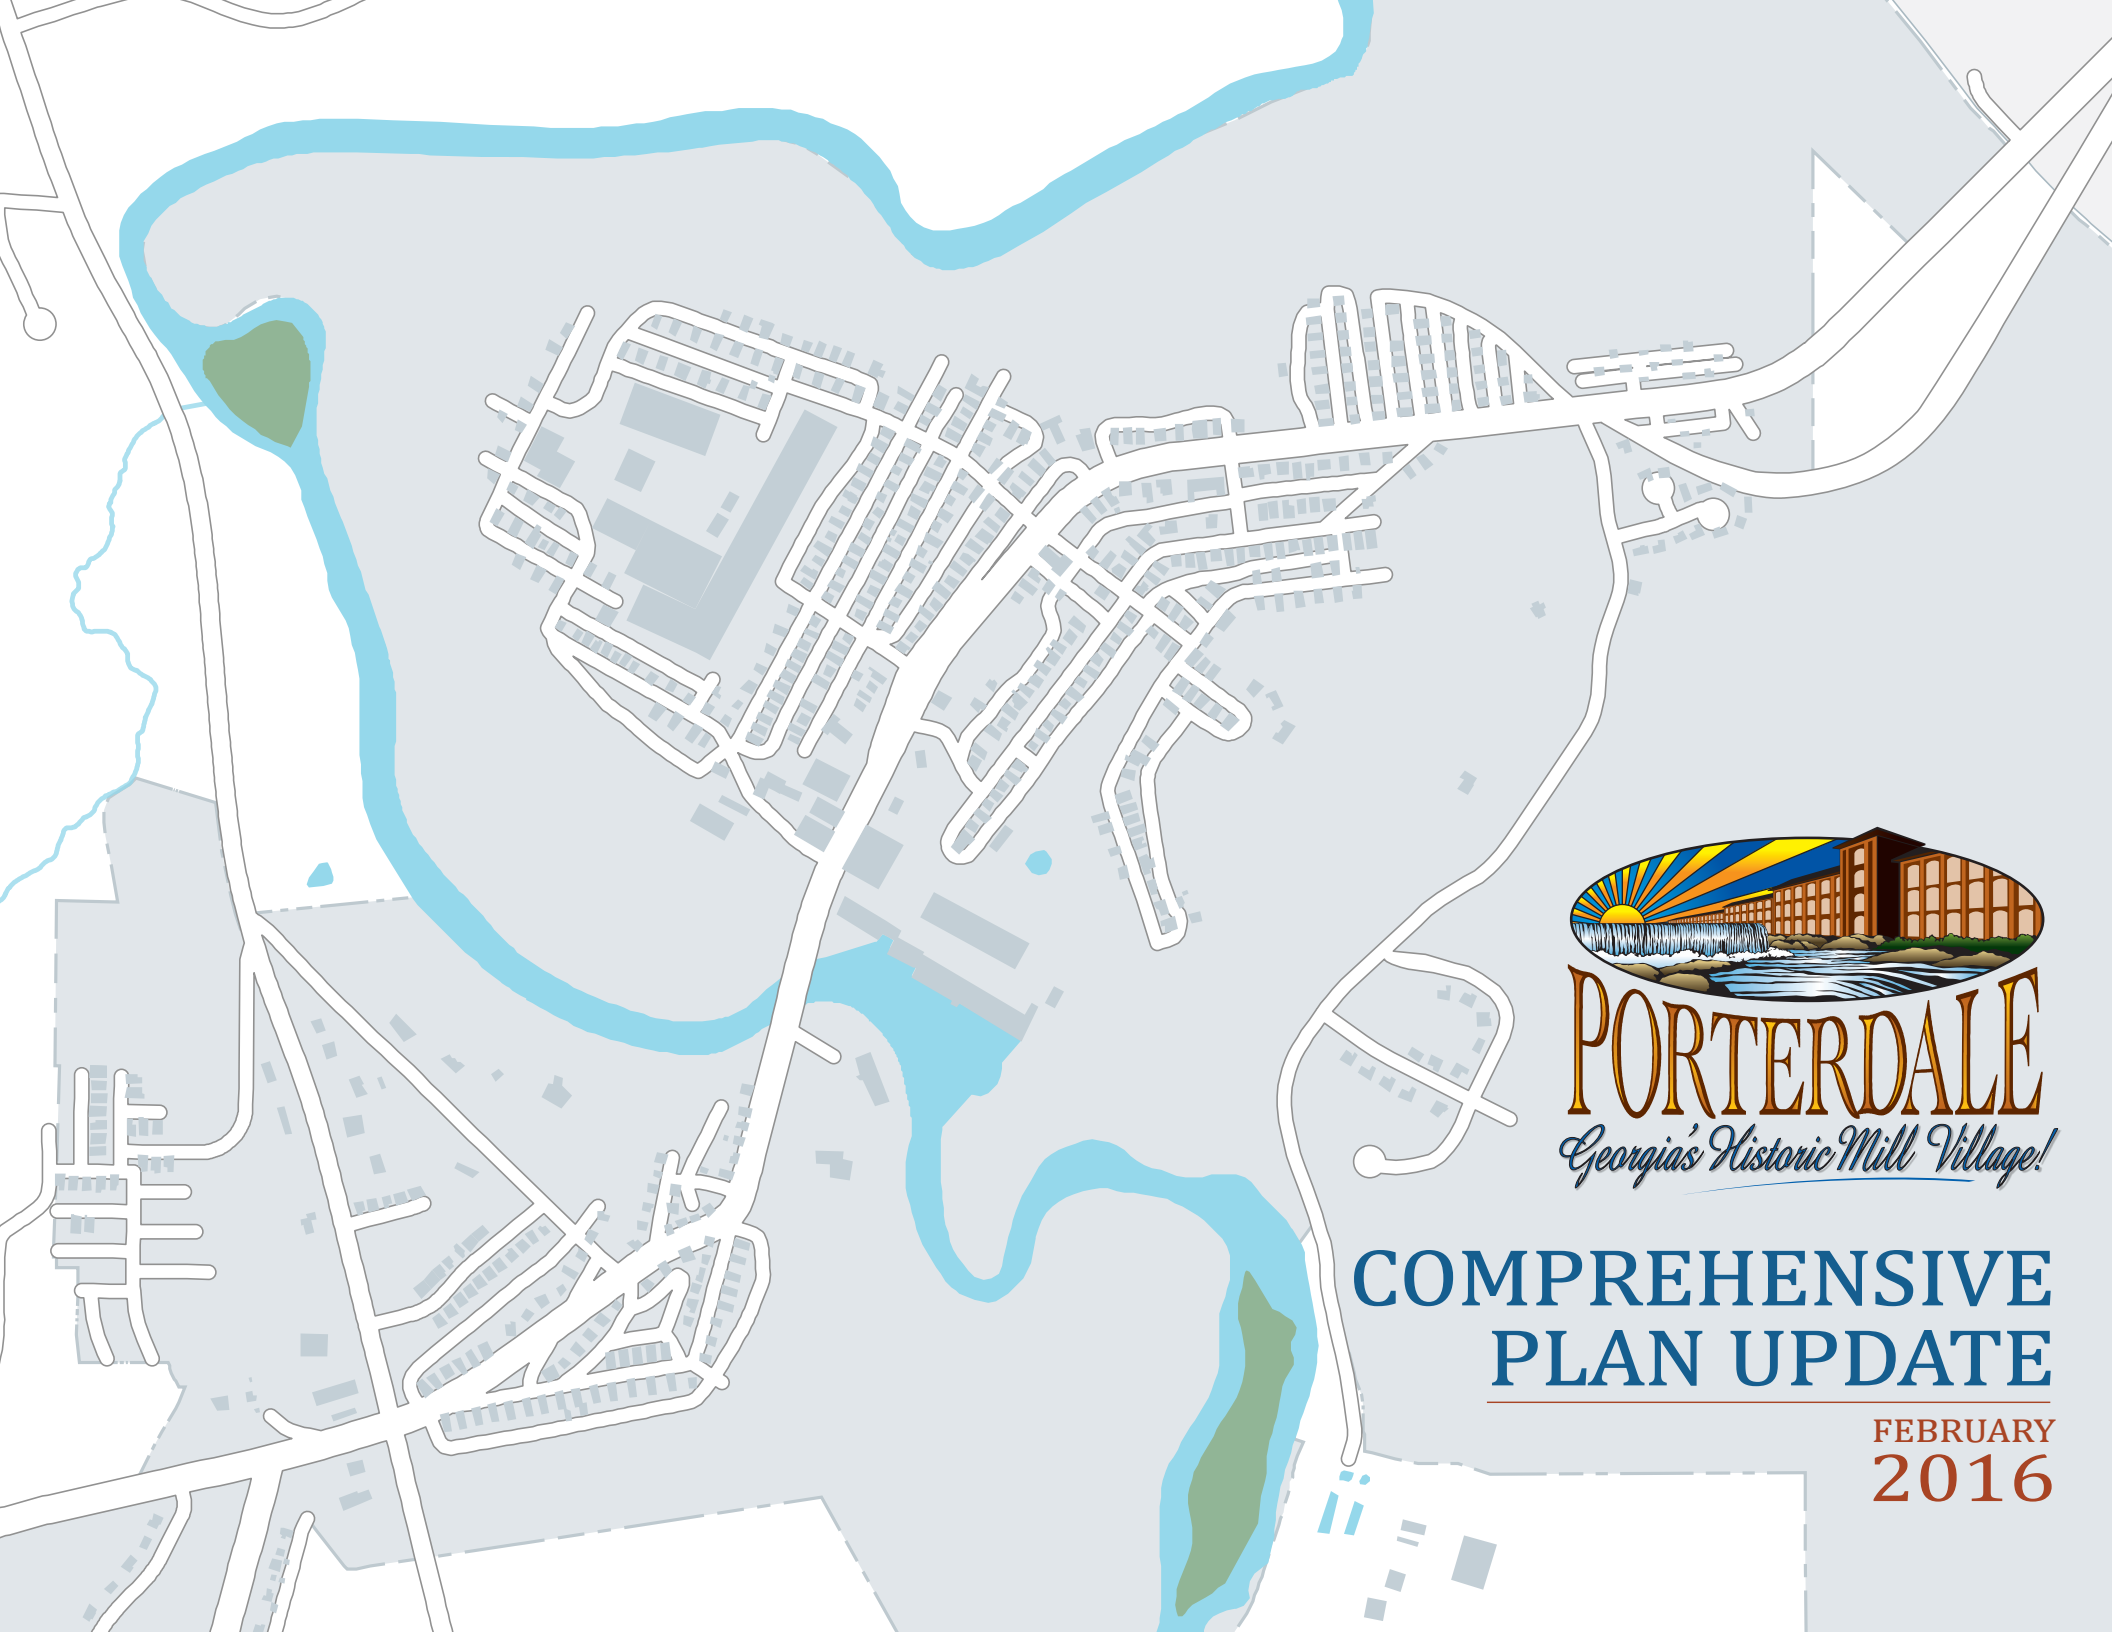 PORTERDALE
Georgia's Historic Mill Village!
COMPREHENSIVE
PLAN UPDATE
FEBRUARY
2016